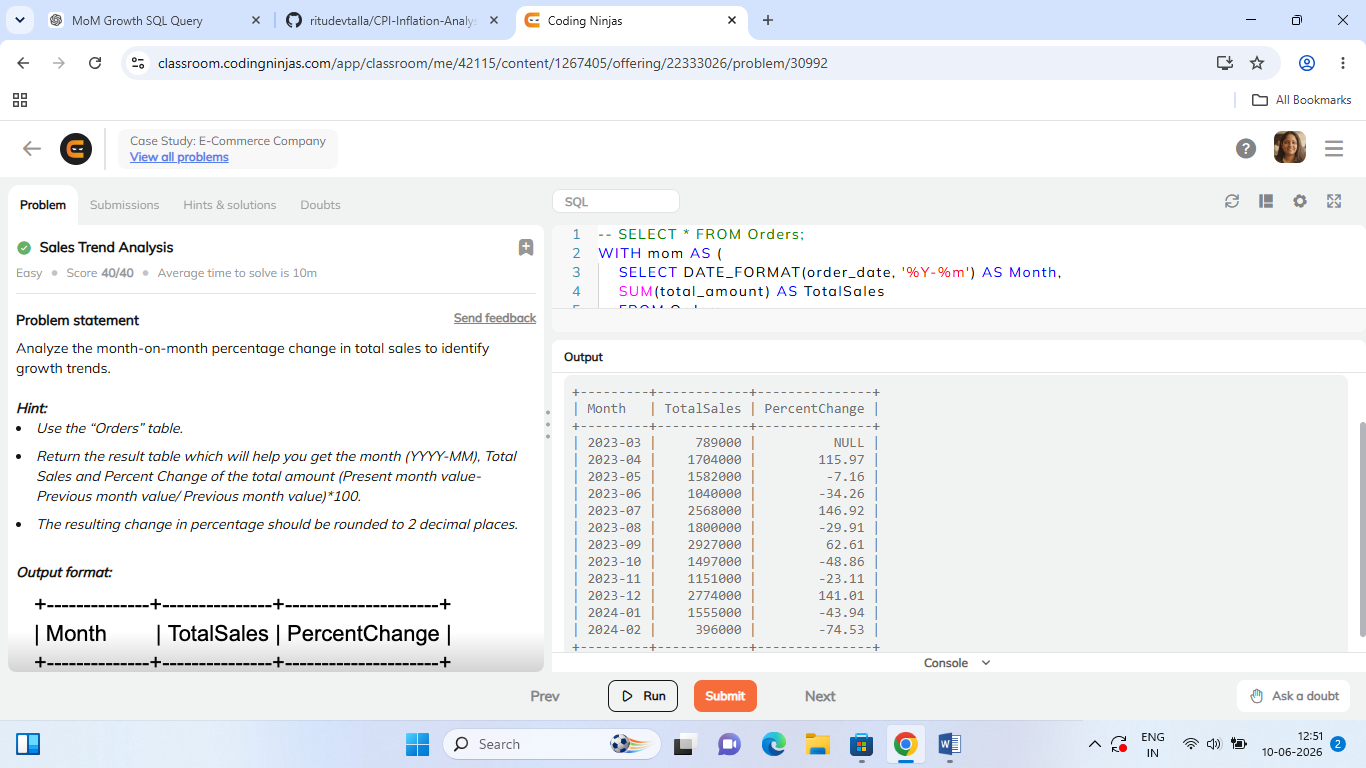 MoM Growth SQL Query
ritudevtalla/CPI-Inflation-Analys
Coding Ninjas
classroom.codingninjas.com/app/classroom/me/42115/content/1267405/offering/22333026/problem/30992
All Bookmarks
Case Study: E-Commerce Company
View all problems
Problem
Submissions
Hints & solutions
Doubts
Sales Trend Analysis
Easy • Score 40/40 • Average time to solve is 10m
Problem statement
Send feedback
Analyze the month-on-month percentage change in total sales to identify
growth trends.
Hint:
• Use the “Orders” table.
• Return the result table which will help you get the month (YYYY-MM), Total
Sales and Percent Change of the total amount (Present month value-
Previous month value/ Previous month value)*100.
• The resulting change in percentage should be rounded to 2 decimal places.
Output format:
+--------------+---------------+----------------------+
| Month | TotalSales | PercentChange |
+--------------+---------------+----------------------+
SQL
1 -- SELECT * FROM Orders;
2 WITH mom AS (
3 SELECT DATE_FORMAT(order_date, '%Y-%m') AS Month,
4 SUM(total_amount) AS TotalSales
Output
+---------+------------+---------------+
| Month | TotalSales | PercentChange |
+---------+------------+---------------+
| 2023-03 | 789000 | NULL |
| 2023-04 | 1704000 | 115.97 |
| 2023-05 | 1582000 | -7.16 |
| 2023-06 | 1040000 | -34.26 |
| 2023-07 | 2568000 | 146.92 |
| 2023-08 | 1800000 | -29.91 |
| 2023-09 | 2927000 | 62.61 |
| 2023-10 | 1497000 | -48.86 |
| 2023-11 | 1151000 | -23.11 |
| 2023-12 | 2774000 | 141.01 |
| 2024-01 | 1555000 | -43.94 |
| 2024-02 | 396000 | -74.53 |
+---------+------------+---------------+
Console
Prev
Run
Submit
Next
Ask a doubt
Search
ENG
IN
12:51
10-06-2026
2